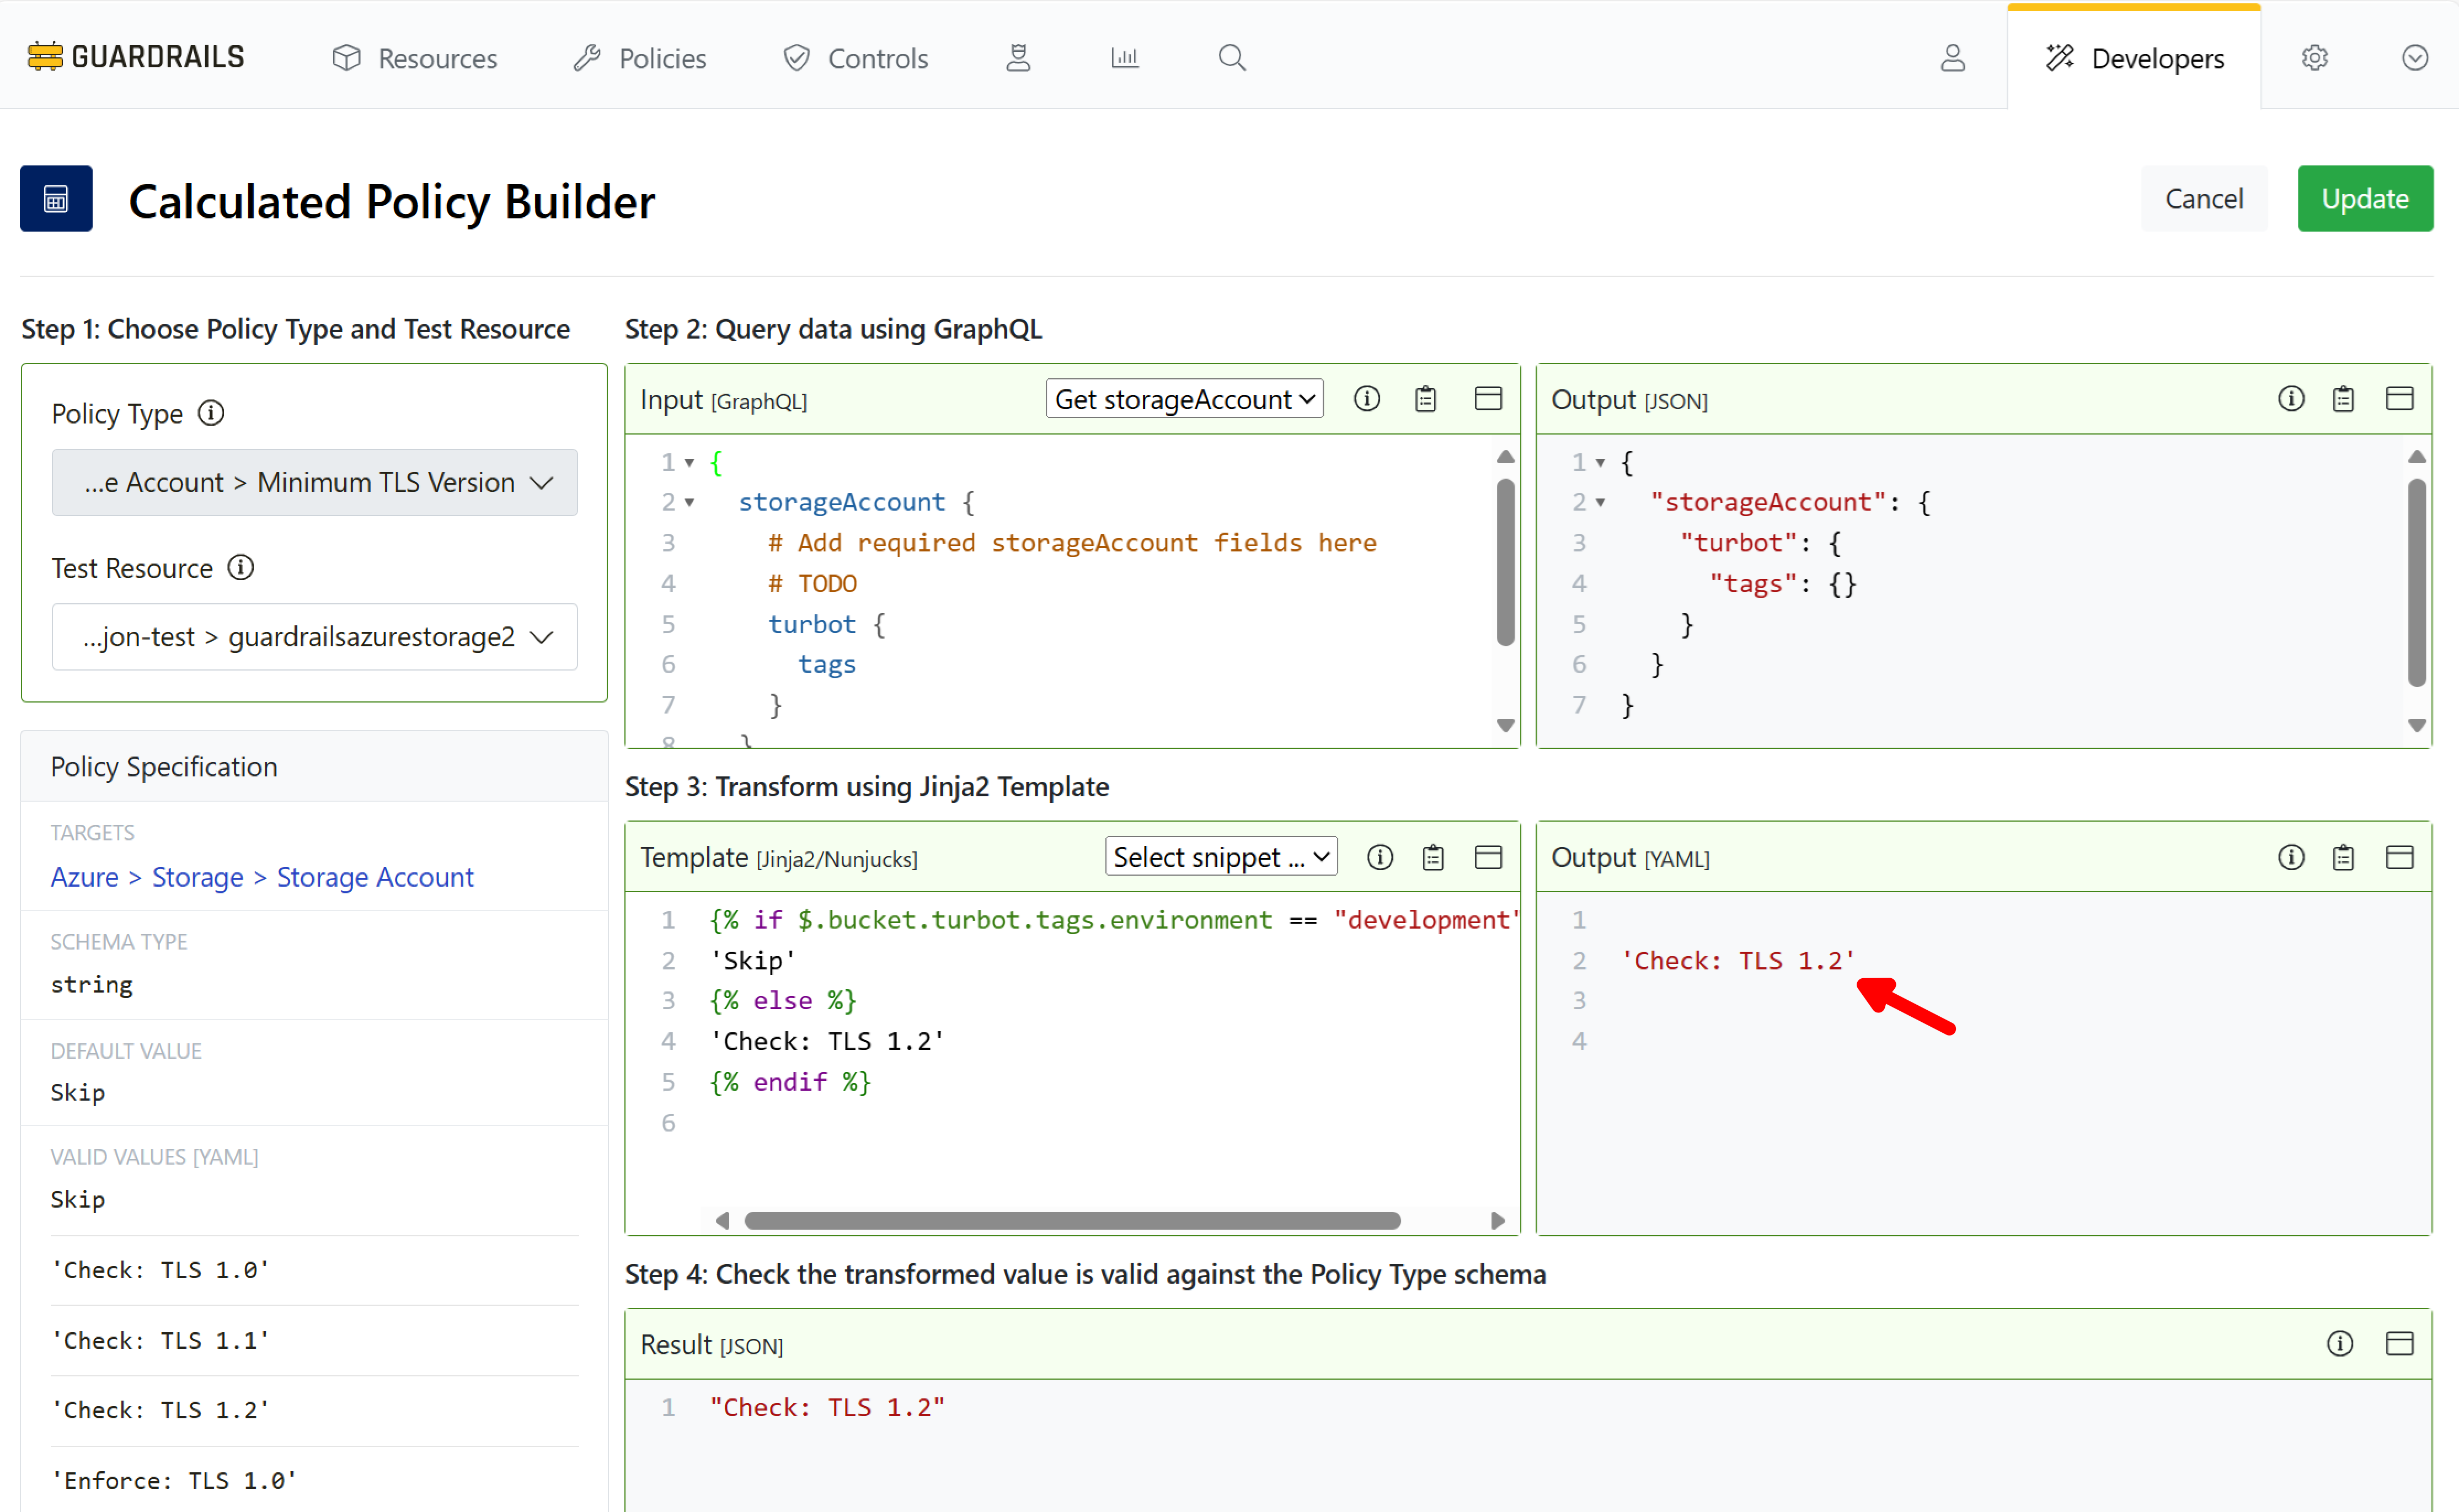 GUARDRAILS
Resources
Policies
Controls
Developers
Calculated Policy Builder
Cancel
Update
Step 1: Choose Policy Type and Test Resource
Policy Type
...e Account > Minimum TLS Version
Test Resource
...jon-test > guardrailsazurestorage2
Policy Specification
TARGETS
Azure > Storage > Storage Account
SCHEMA TYPE
string
DEFAULT VALUE
Skip
VALID VALUES [YAML]
Skip
'Check: TLS 1.0'
'Check: TLS 1.1'
'Check: TLS 1.2'
'Enforce: TLS 1.0'
Step 2: Query data using GraphQL
Input [GraphQL]
Get storageAccount
1 {
2 storageAccount {
3 # Add required storageAccount fields here
4 # TODO
5 turbot {
6 tags
7 }
8 }
Output [JSON]
1 {
2 "storageAccount": {
3 "turbot": {
4 "tags": {}
5 }
6 }
7 }
Step 3: Transform using Jinja2 Template
Template [Jinja2/Nunjucks]
Select snippet ...
1 {% if $.bucket.turbot.tags.environment == "development"
2 'Skip'
3 {% else %}
4 'Check: TLS 1.2'
5 {% endif %}
6
Output [YAML]
1
2 'Check: TLS 1.2'
3
4
Step 4: Check the transformed value is valid against the Policy Type schema
Result [JSON]
1 "Check: TLS 1.2"